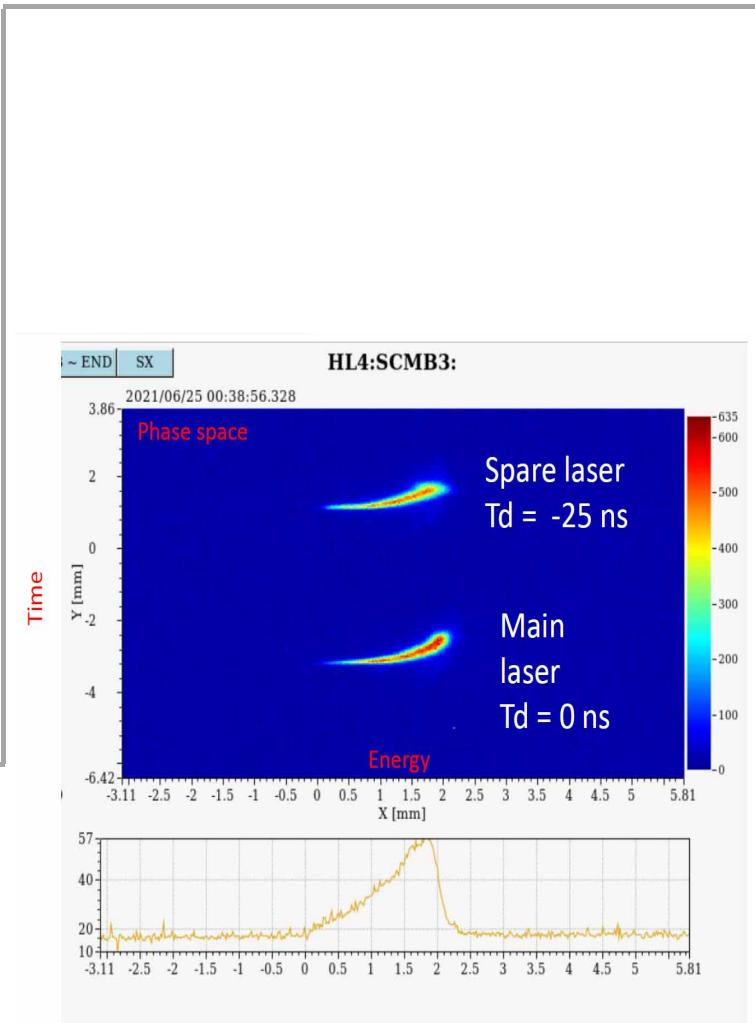 ~ END SX HL4:SCMB3:
2021/06/25 00:38:56.328
3.86
Phase space
635
600
Spare laser
Td = -25 ns
2
500
0
400
Time
Y [mm]
300
-2
Main
laser
Td = 0 ns
200
-4
100
Energy
-6.42
0
-3.11 -2.5 -2 -1.5 -1 -0.5 0 0.5 1 1.5 2 2.5 3 3.5 4 4.5 5 5.81
X [mm]
57
40
20
10
-3.11 -2.5 -2 -1.5 -1 -0.5 0 0.5 1 1.5 2 2.5 3 3.5 4 4.5 5 5.81